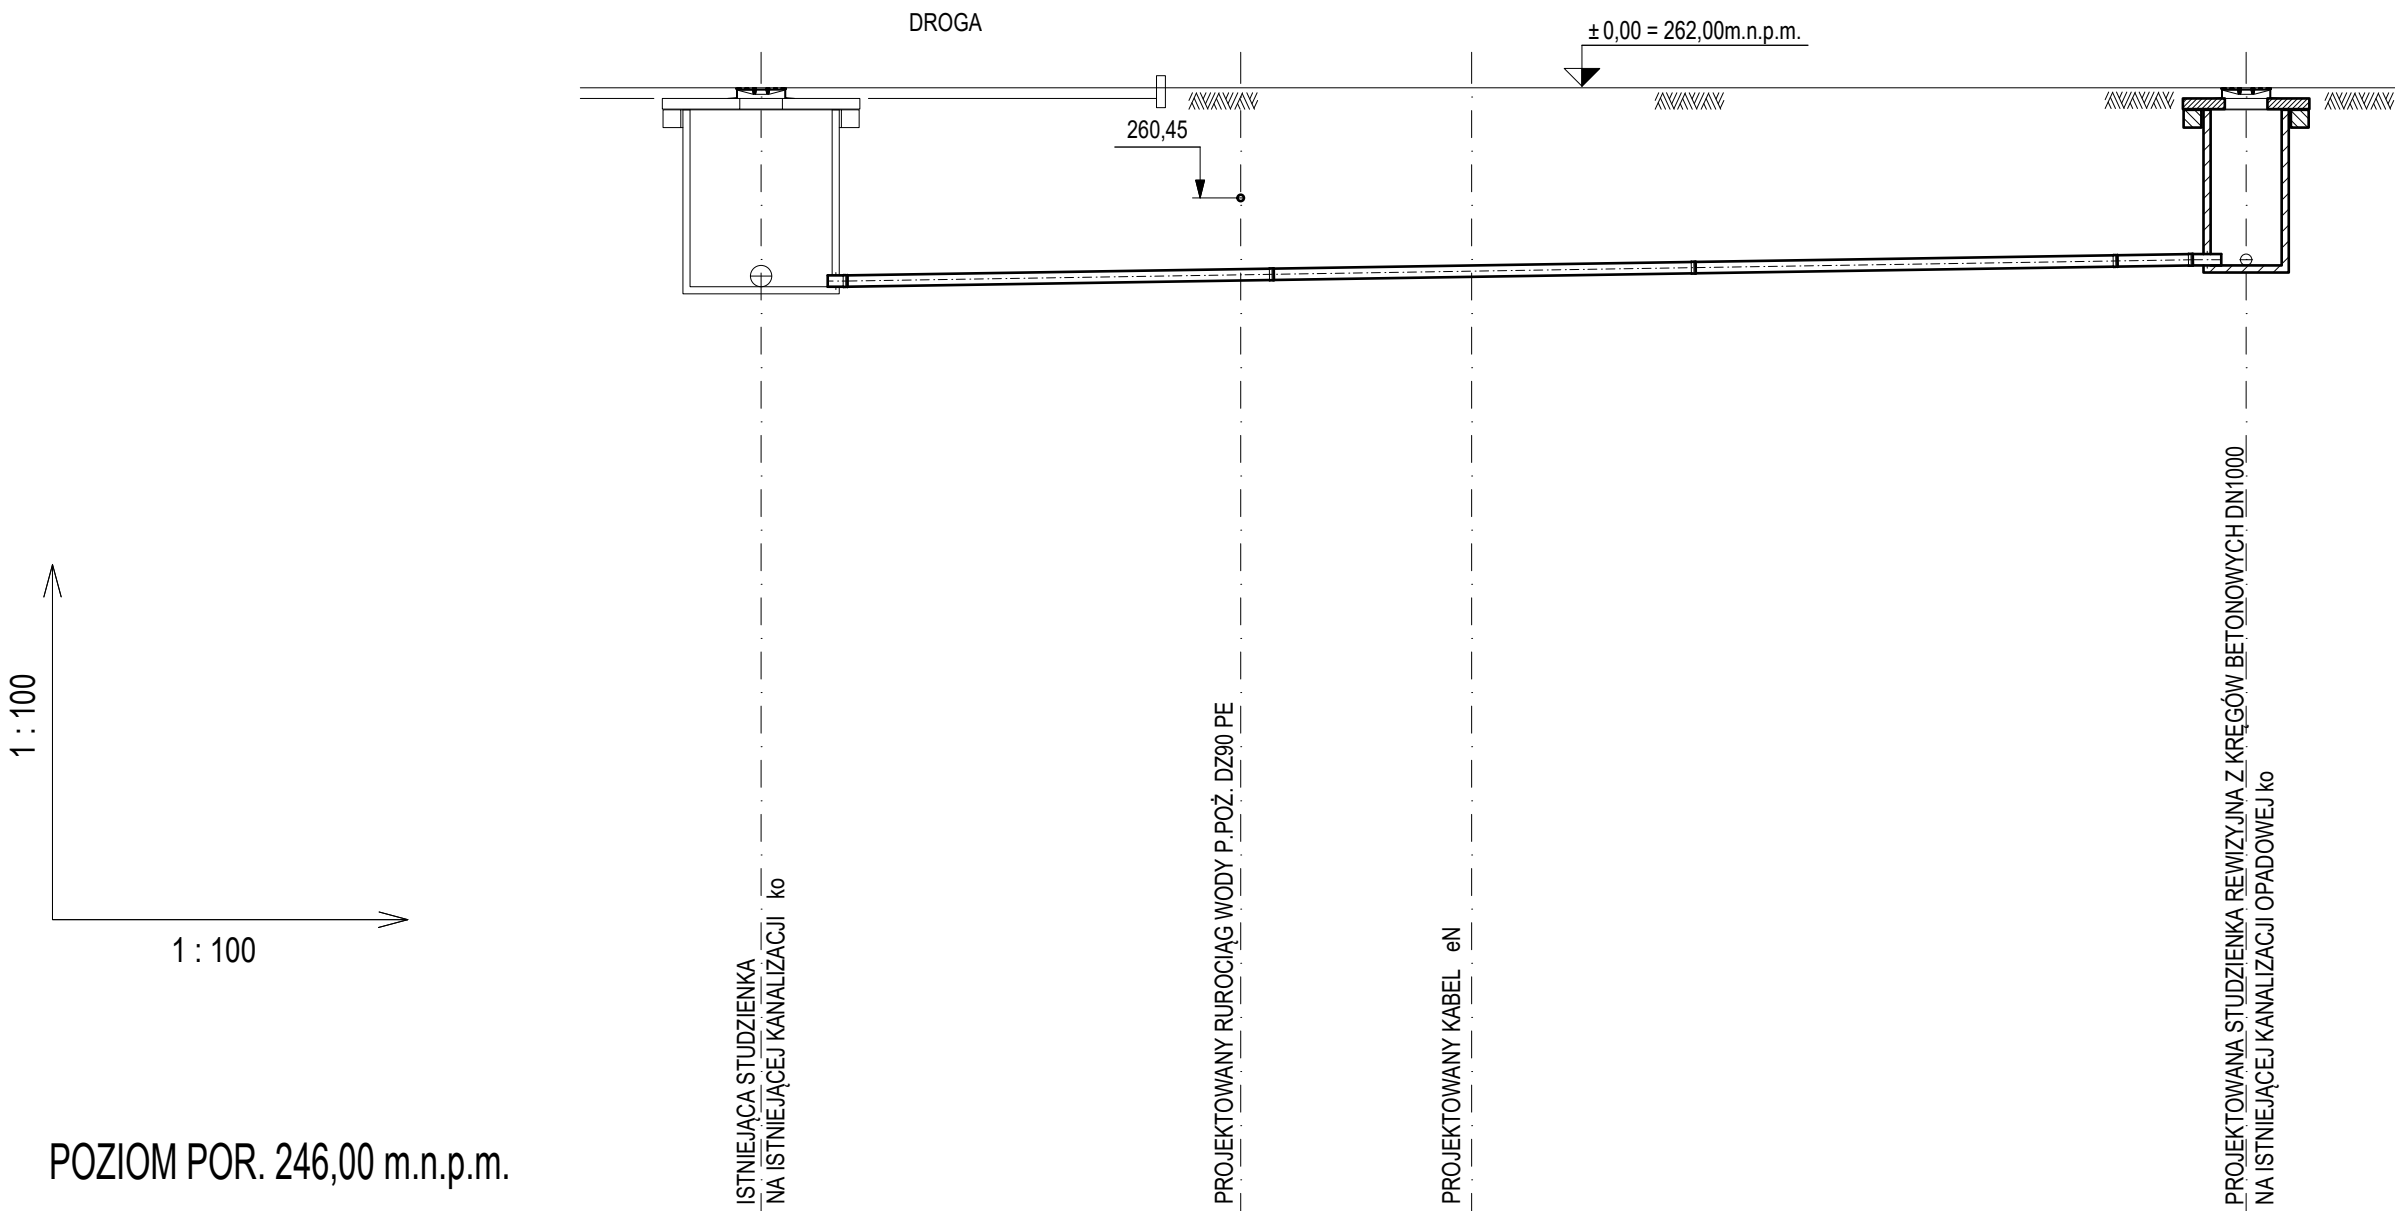 DROGA
± 0,00 = 262,00m.n.p.m.
260,45
1 : 100
1 : 100
POZIOM POR. 246,00 m.n.p.m.
ISTNIEJĄCA STUDZIENKA
NA ISTNIEJĄCEJ KANALIZACJI ko
PROJEKTOWANY RUROCIĄG WODY P.POŻ. DZ90 PE
PROJEKTOWANY KABEL eN
PROJEKTOWANA STUDZIENKA REWIZYJNA Z KRĘGÓW BETONOWYCH DN1000
NA ISTNIEJĄCEJ KANALIZACJI OPADOWEJ ko